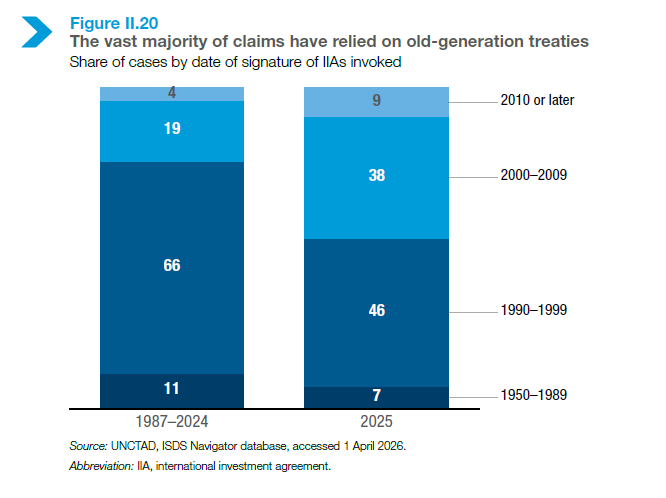 Figure II.20
The vast majority of claims have relied on old-generation treaties
Share of cases by date of signature of IIAs invoked
4
9
2010 or later
19
38
2000–2009
66
46
1990–1999
11
7
1950–1989
1987–2024
2025
Source: UNCTAD, ISDS Navigator database, accessed 1 April 2026.
Abbreviation: IIA, international investment agreement.